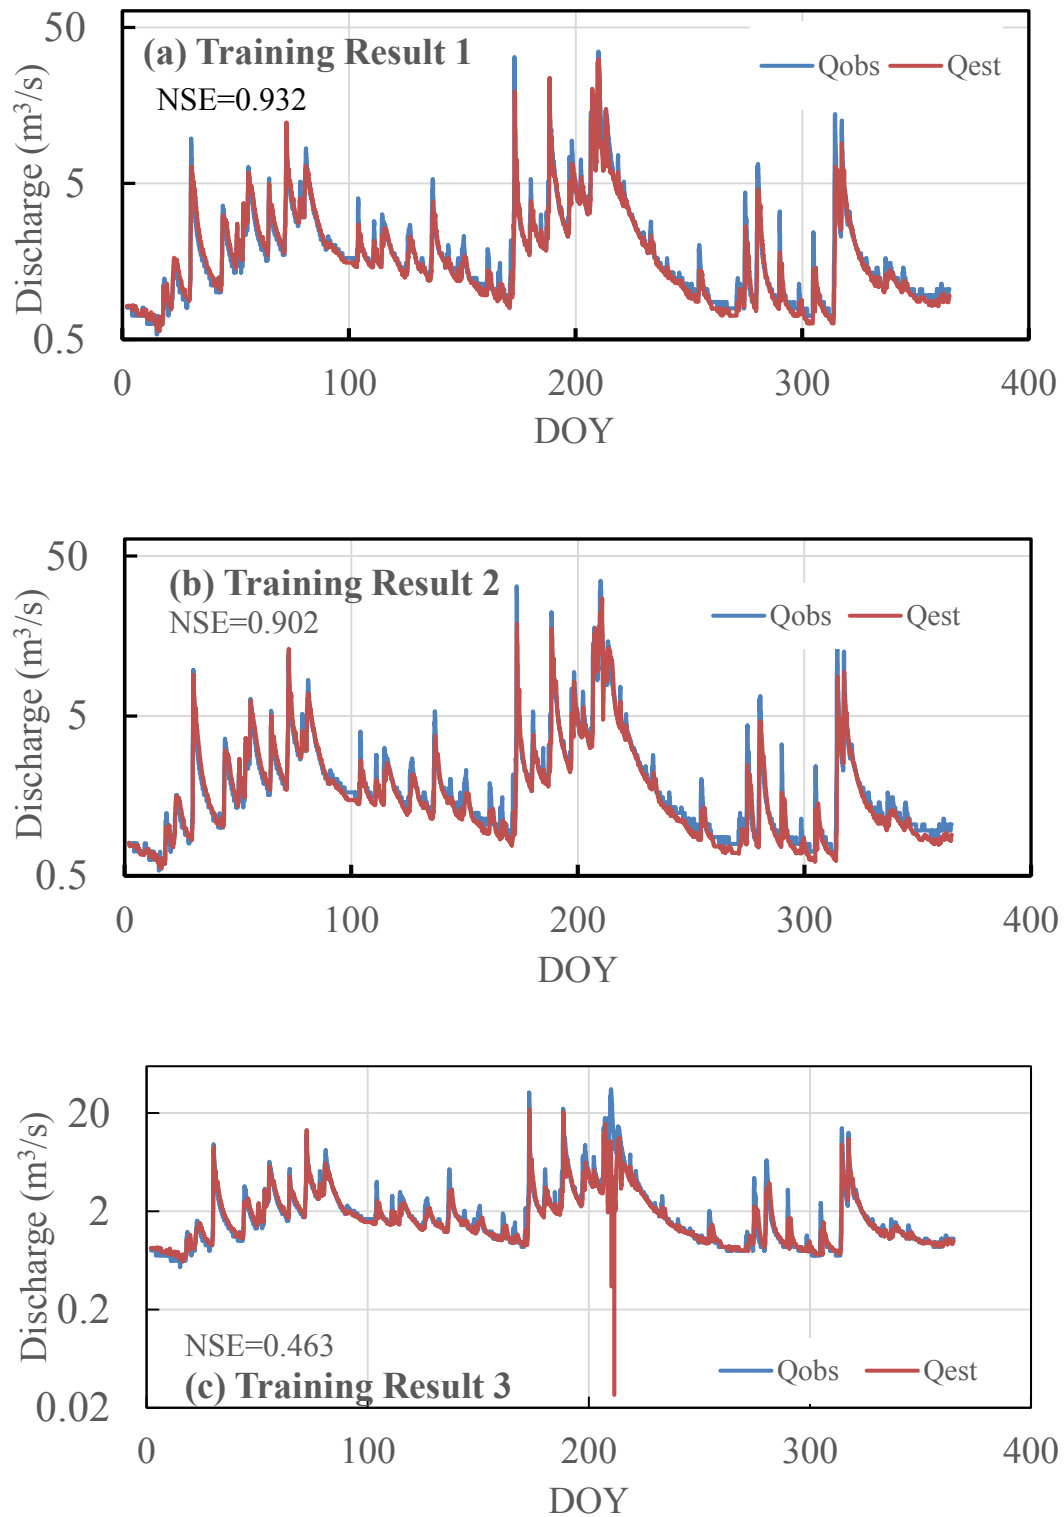 50
(a) Training Result 1
Qobs Qest
NSE=0.932
5
Discharge (m³/s)
0.5
0 100 200 300 400
DOY
50
(b) Training Result 2
NSE=0.902
Qobs Qest
5
Discharge (m³/s)
0.5
0 100 200 300 400
DOY
20
2
Discharge (m³/s)
0.2
NSE=0.463
Qobs Qest
(c) Training Result 3
0.02
0 100 200 300 400
DOY